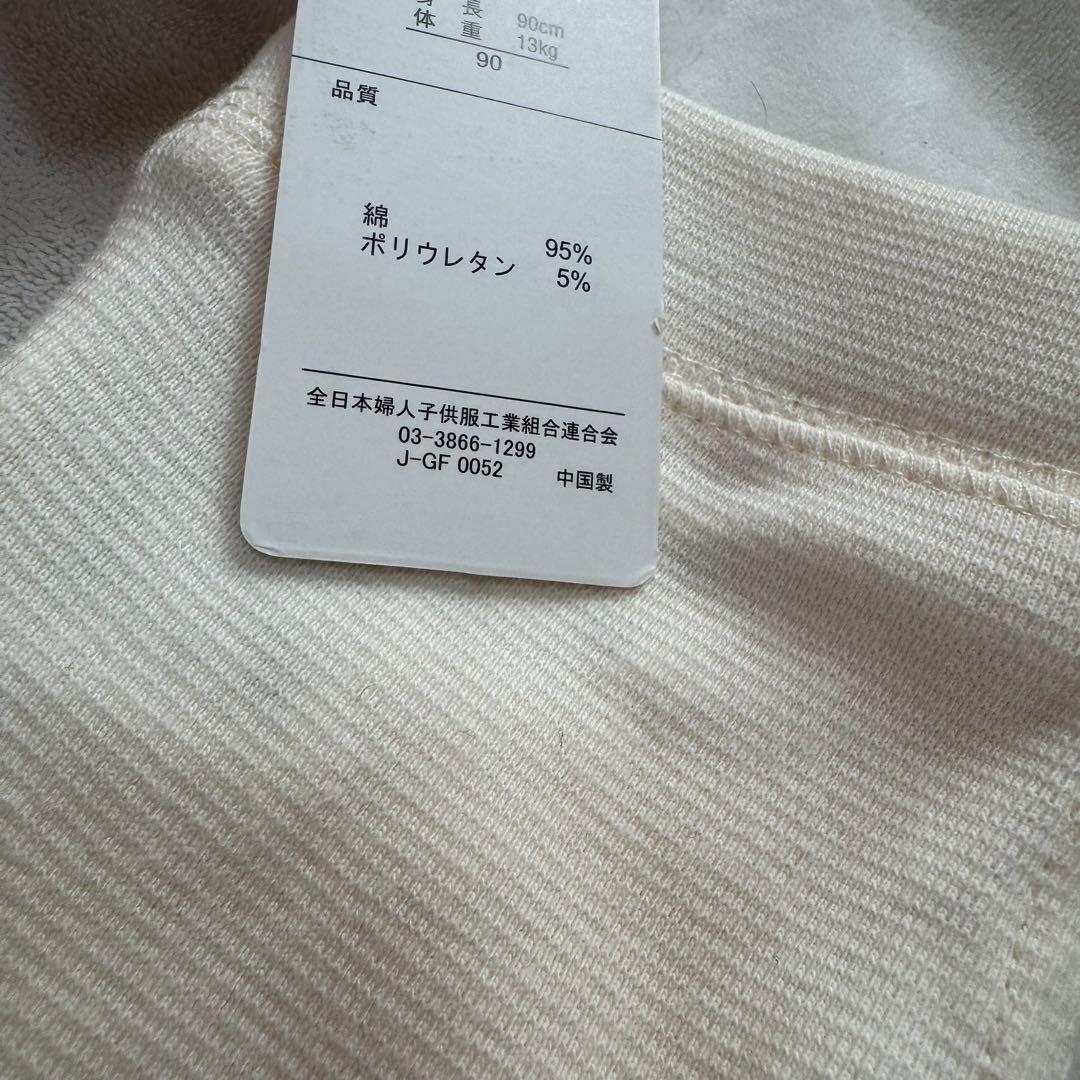 身長 90cm
体重 13kg
90
品質
綿 95%
ポリウレタン 5%
全日本婦人子供服工業組合連合会
03-3866-1299
J-GF 0052 中国製